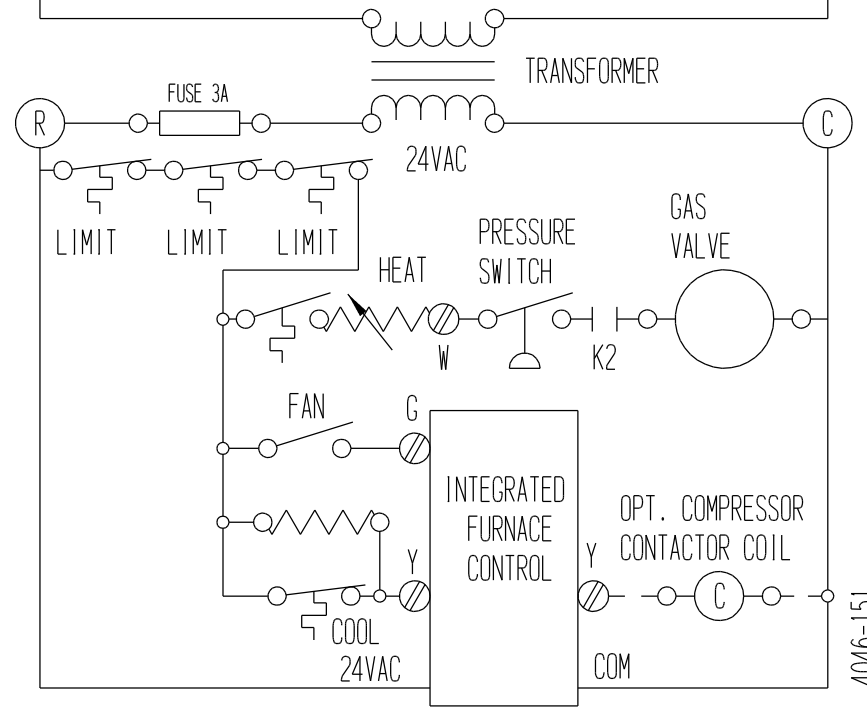 TRANSFORMER
FUSE 3A
R
C
24VAC
LIMIT
LIMIT
LIMIT
GAS
VALVE
PRESSURE
SWITCH
HEAT
W
K2
FAN
G
INTEGRATED
FURNACE
CONTROL
OPT. COMPRESSOR
CONTACTOR COIL
Y
Y
C
COOL
24VAC
COM
4046-151